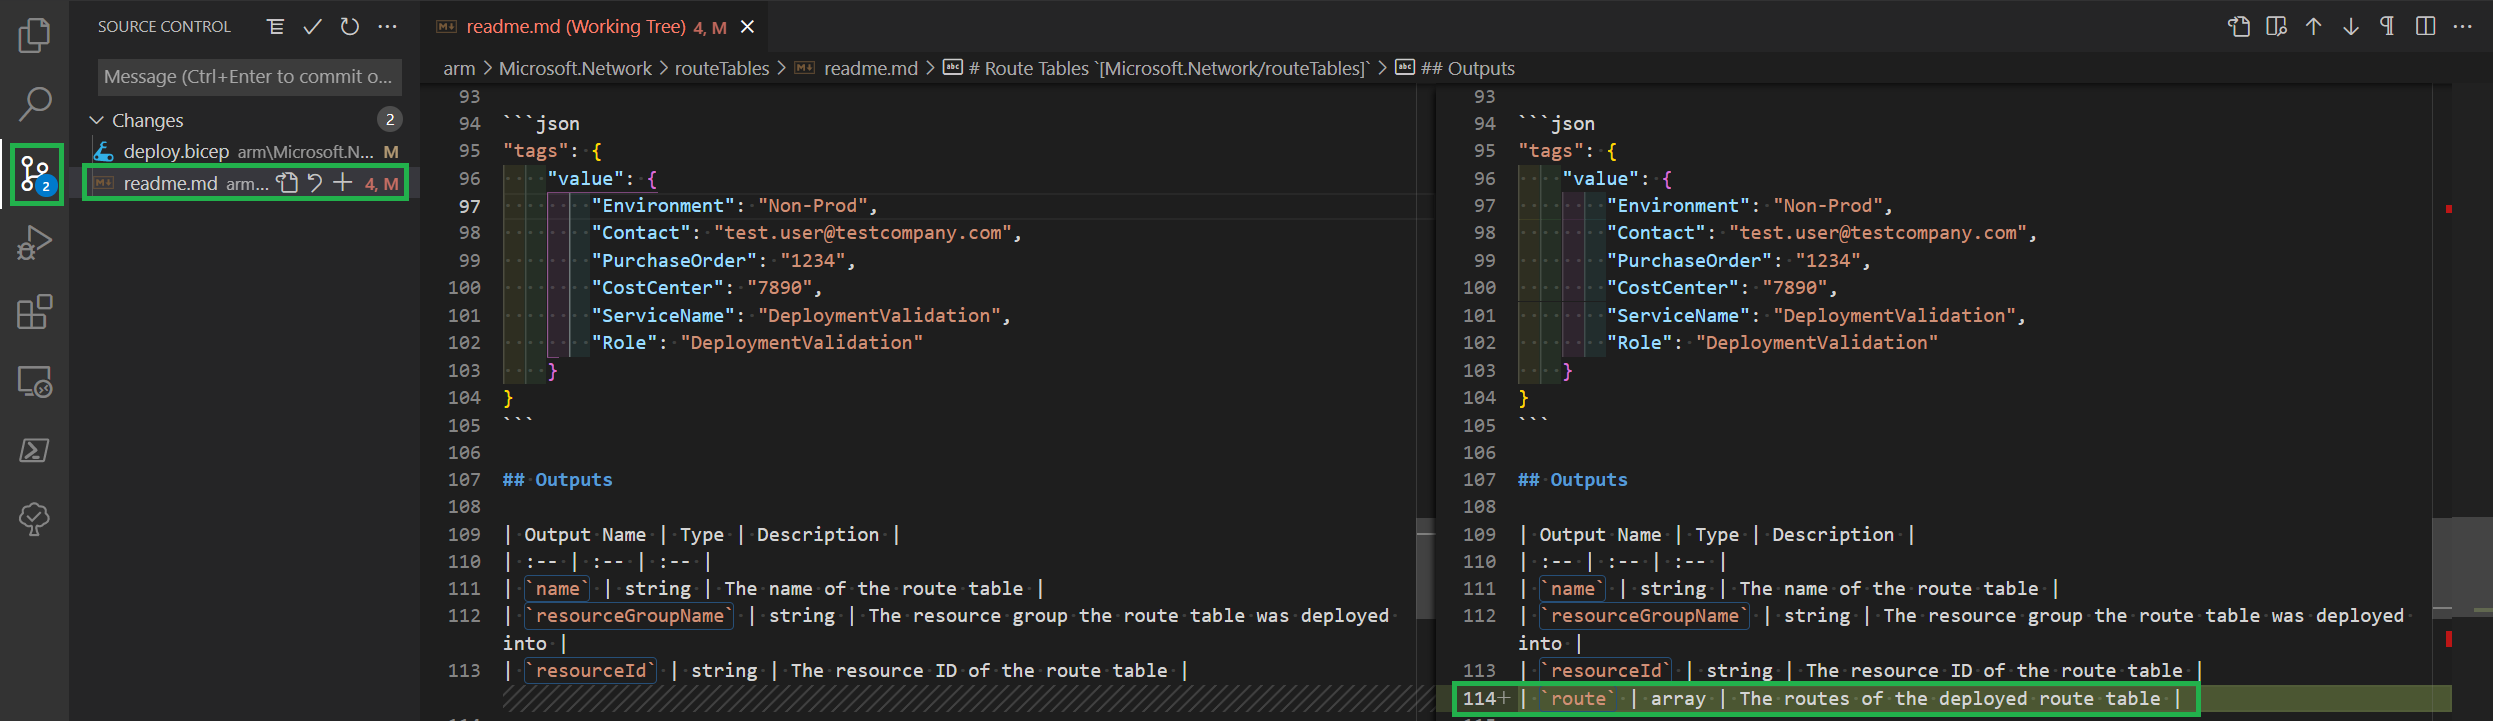 SOURCE CONTROL
Message (Ctrl+Enter to commit o...
Changes 2
deploy.bicep arm\Microsoft.N... M
2
readme.md arm... 4, M
readme.md (Working Tree) 4, M
arm > Microsoft.Network > routeTables > readme.md > # Route Tables `[Microsoft.Network/routeTables]` > ## Outputs
93
94 ```json
95 "tags": {
96 "value": {
97 "Environment": "Non-Prod",
98 "Contact": "test.user@testcompany.com",
99 "PurchaseOrder": "1234",
100 "CostCenter": "7890",
101 "ServiceName": "DeploymentValidation",
102 "Role": "DeploymentValidation"
103 }
104 }
105 ```
106
107 ## Outputs
108
109 | Output Name | Type | Description |
110 | :-- | :-- | :-- |
111 | `name` | string | The name of the route table |
112 | `resourceGroupName` | string | The resource group the route table was deployed
into |
113 | `resourceId` | string | The resource ID of the route table |
93
94 ```json
95 "tags": {
96 "value": {
97 "Environment": "Non-Prod",
98 "Contact": "test.user@testcompany.com",
99 "PurchaseOrder": "1234",
100 "CostCenter": "7890",
101 "ServiceName": "DeploymentValidation",
102 "Role": "DeploymentValidation"
103 }
104 }
105 ```
106
107 ## Outputs
108
109 | Output Name | Type | Description |
110 | :-- | :-- | :-- |
111 | `name` | string | The name of the route table |
112 | `resourceGroupName` | string | The resource group the route table was deployed
into |
113 | `resourceId` | string | The resource ID of the route table |
114+ | `route` | array | The routes of the deployed route table |